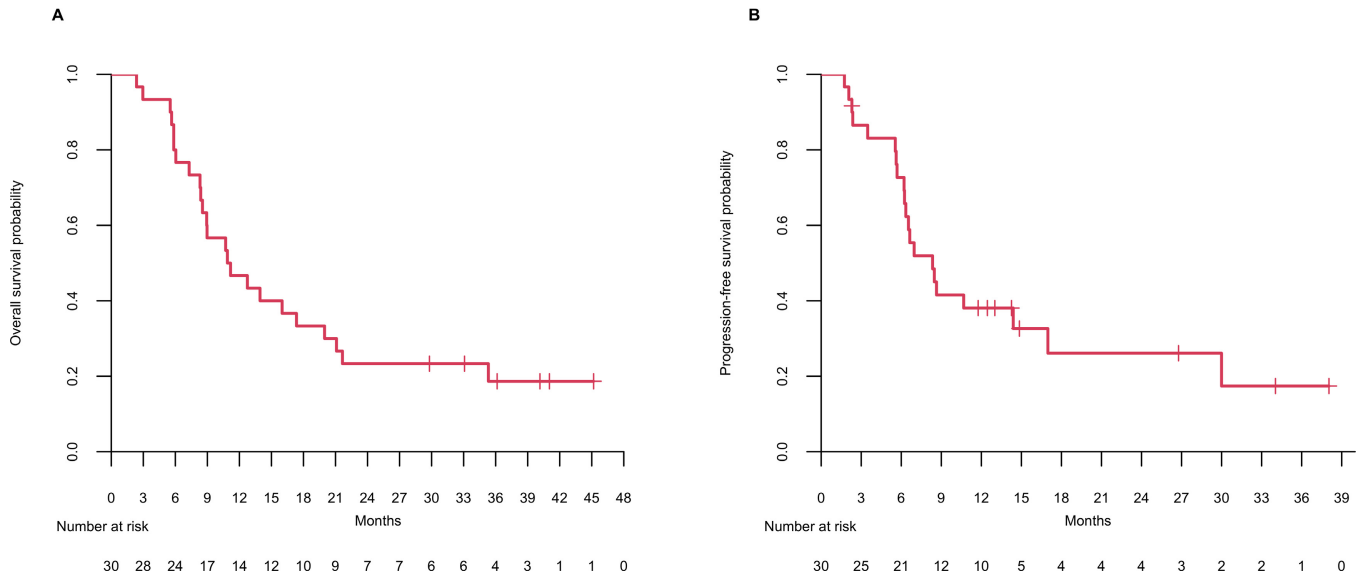 A
Overall survival probability
1.0
0.8
0.6
0.4
0.2
0.0
0 3 6 9 12 15 18 21 24 27 30 33 36 39 42 45 48
Months
Number at risk
30 28 24 17 14 12 10 9 7 7 6 6 4 3 1 1 0
B
Progression-free survival probability
1.0
0.8
0.6
0.4
0.2
0.0
0 3 6 9 12 15 18 21 24 27 30 33 36 39
Months
Number at risk
30 25 21 12 10 5 4 4 4 3 2 2 1 0